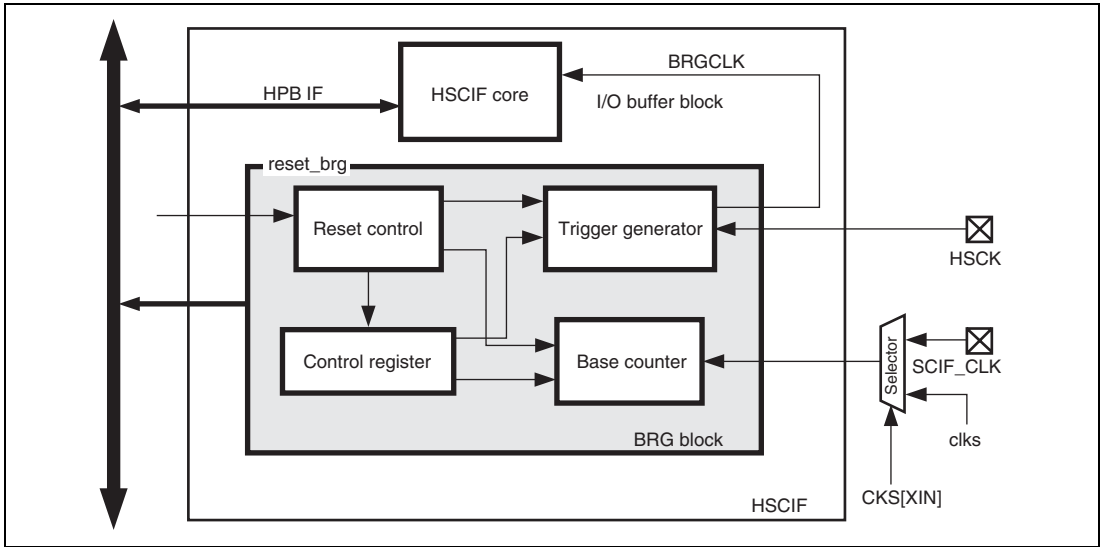 BRGCLK
HPB IF
HSCIF core
I/O buffer block
reset_brg
Reset control
Trigger generator
HSCK
Control register
Base counter
Selector
SCIF_CLK
BRG block
clks
CKS[XIN]
HSCIF